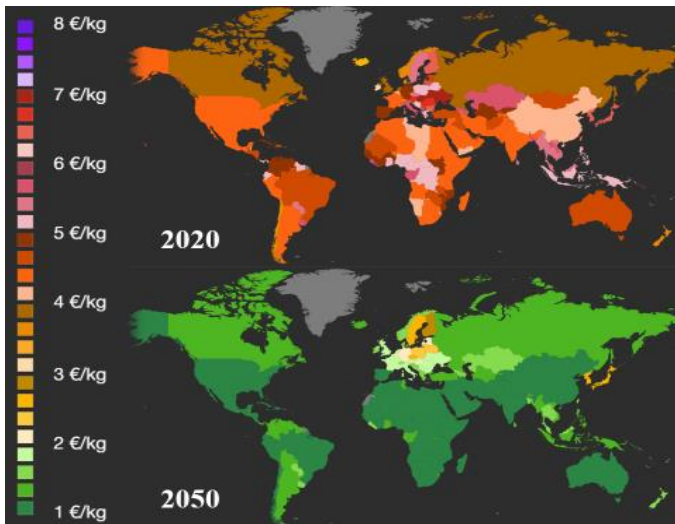 8 €/kg
7 €/kg
6 €/kg
5 €/kg
2020
4 €/kg
3 €/kg
2 €/kg
2050
1 €/kg